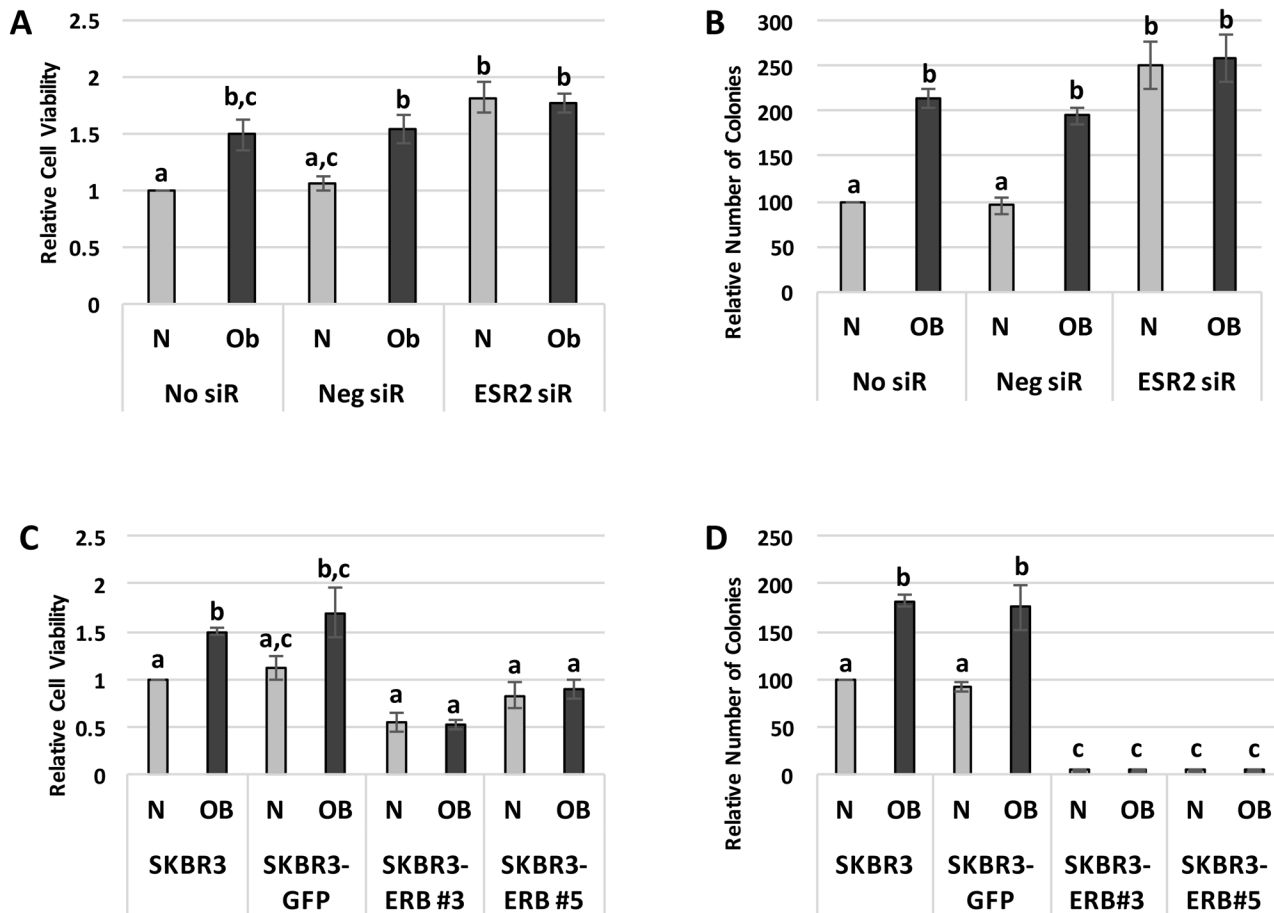 A
Relative Cell Viability
2.5
2
1.5
1
0.5
0
a
b,c
a,c
b
b
b
N Ob N Ob N Ob
No siR Neg siR ESR2 siR
B
Relative Number of Colonies
300
250
200
150
100
50
0
a
b
a
b
b
b
N OB N OB N OB
No siR Neg siR ESR2 siR
C
Relative Cell Viability
2.5
2
1.5
1
0.5
0
a
b
a,c
b,c
a
a
a
a
N OB N OB N OB N OB
SKBR3 SKBR3- SKBR3- SKBR3-
GFP ERB #3 ERB #5
D
Relative Number of Colonies
250
200
150
100
50
0
a
b
a
b
c
c
c
c
N OB N OB N OB N OB
SKBR3 SKBR3- SKBR3- SKBR3-
GFP ERB#3 ERB#5